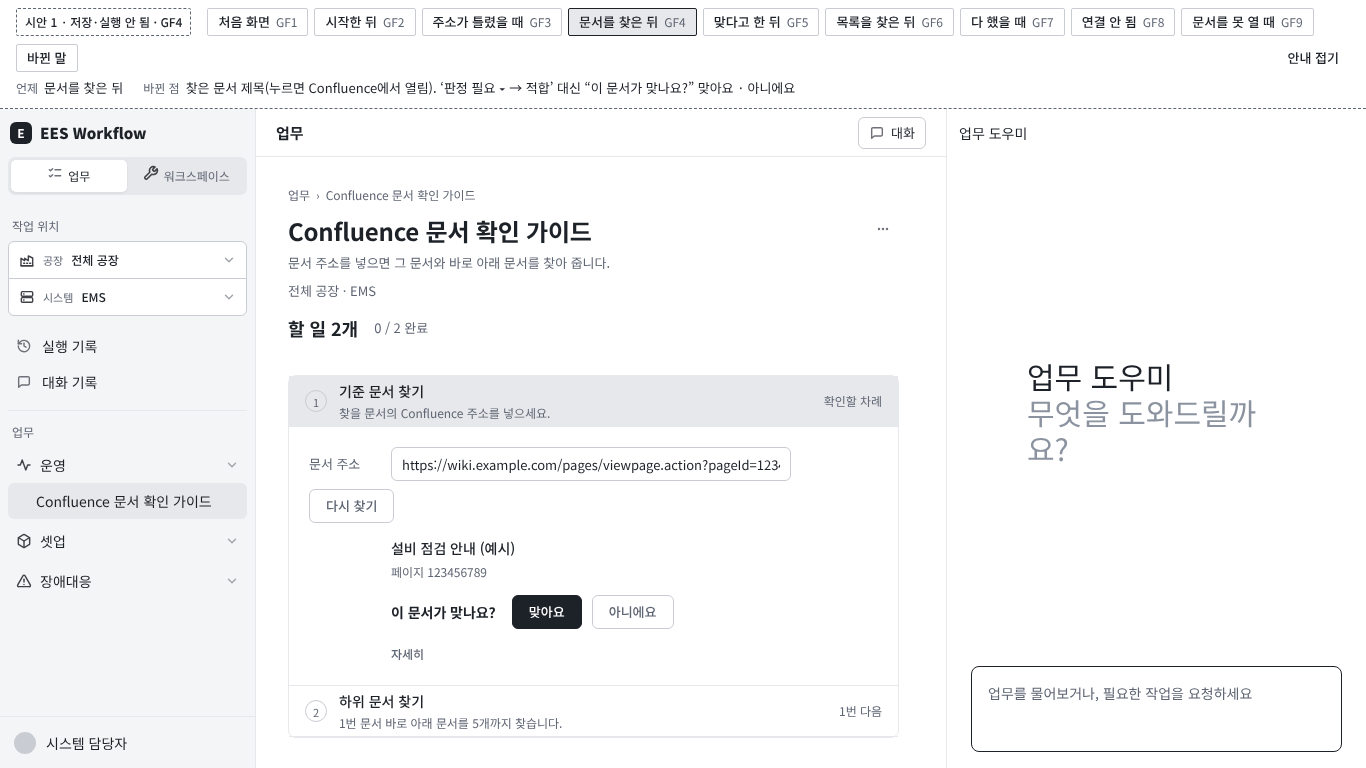 시안 1 · 저장·실행 안 됨 · GF4
처음 화면 GF1
시작한 뒤 GF2
주소가 틀렸을 때 GF3
문서를 찾은 뒤 GF4
맞다고 한 뒤 GF5
목록을 찾은 뒤 GF6
다 했을 때 GF7
연결 안 됨 GF8
문서를 못 열 때 GF9
바뀐 말
안내 접기
언제 문서를 찾은 뒤 바뀐 점 찾은 문서 제목(누르면 Confluence에서 열림). ‘판정 필요 ▾ → 적합’ 대신 “이 문서가 맞나요?” 맞아요 · 아니에요
E EES Workflow
업무
워크스페이스
작업 위치
공장 전체 공장
시스템 EMS
실행 기록
대화 기록
업무
운영
Confluence 문서 확인 가이드
셋업
장애대응
시스템 담당자
업무
대화
업무 › Confluence 문서 확인 가이드
Confluence 문서 확인 가이드
...
문서 주소를 넣으면 그 문서와 바로 아래 문서를 찾아 줍니다.
전체 공장 · EMS
할 일 2개 0 / 2 완료
1 기준 문서 찾기
찾을 문서의 Confluence 주소를 넣으세요.
확인할 차례
문서 주소 https://wiki.example.com/pages/viewpage.action?pageId=123
다시 찾기
설비 점검 안내 (예시)
페이지 123456789
이 문서가 맞나요? 맞아요 아니에요
자세히
2 하위 문서 찾기
1번 문서 바로 아래 문서를 5개까지 찾습니다.
1번 다음
업무 도우미
업무 도우미
무엇을 도와드릴까
요?
업무를 물어보거나, 필요한 작업을 요청하세요